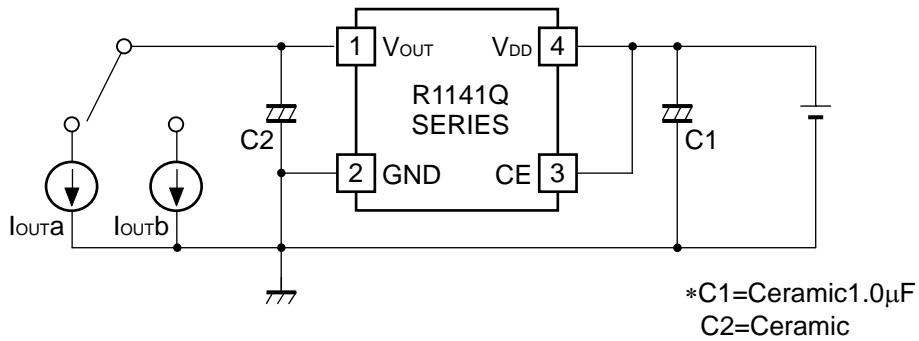 1 VOUT VDD 4
R1141Q
SERIES
C2 C1
2 GND CE 3
IOUTa IOUTb
*C1=Ceramic1.0μF
C2=Ceramic